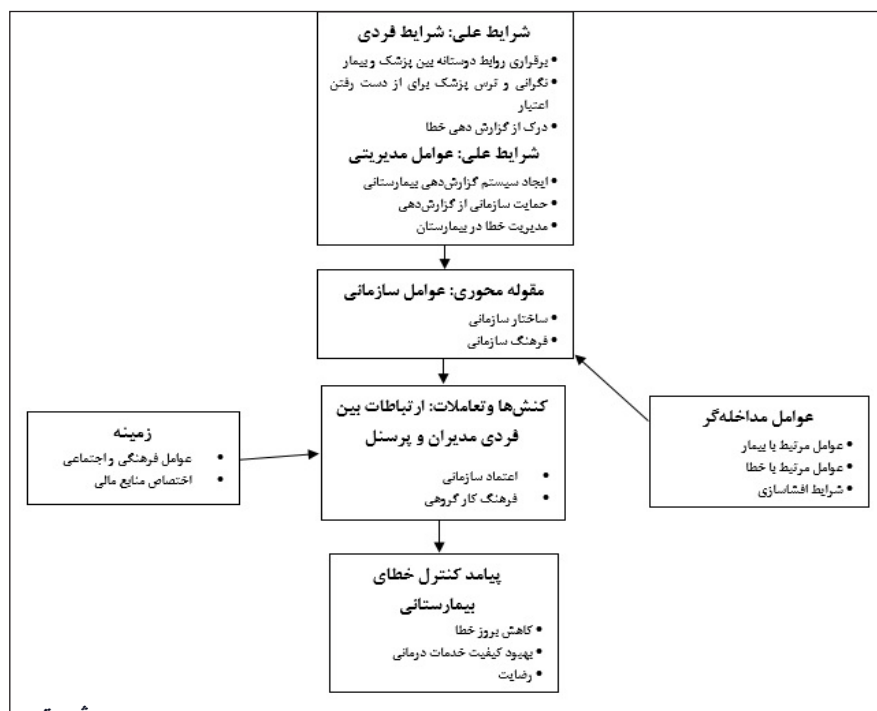 شرایط علی: شرایط فردی
• برقراری روابط دوستانه بین پزشک و بیمار
• نگرانی و ترس پزشک برای از دست رفتن
اعتبار
• درک از گزارش دهی خطا
شرایط علی: عوامل مدیریتی
• ایجاد سیستم گزارش‌دهی بیمارستانی
• حمایت سازمانی از گزارش‌دهی
• مدیریت خطا در بیمارستان
مقوله محوری: عوامل سازمانی
• ساختار سازمانی
• فرهنگ سازمانی
عوامل مداخله‌گر
• عوامل مرتبط با بیمار
• عوامل مرتبط با خطا
• شرایط افشاسازی
کنش‌ها وتعاملات: ارتباطات بین
فردی مدیران و پرسنل
• اعتماد سازمانی
• فرهنگ کار گروهی
زمینه
• عوامل فرهنگی و اجتماعی
• اختصاص منابع مالی
پیامد کنترل خطای
بیمارستانی
• کاهش بروز خطا
• بهبود کیفیت خدمات درمانی
• رضایت